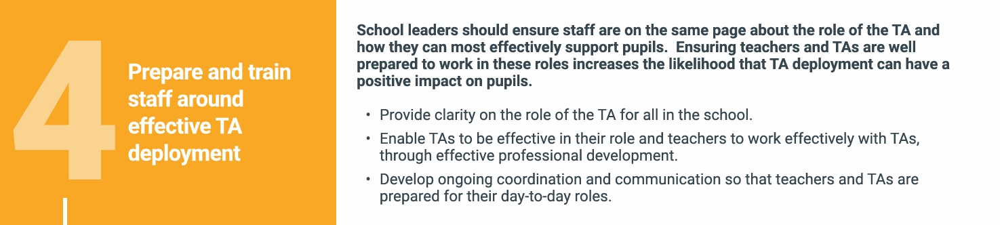 4
Prepare and train
staff around
effective TA
deployment
School leaders should ensure staff are on the same page about the role of the TA and
how they can most effectively support pupils.  Ensuring teachers and TAs are well
prepared to work in these roles increases the likelihood that TA deployment can have a
positive impact on pupils.
• Provide clarity on the role of the TA for all in the school.
• Enable TAs to be effective in their role and teachers to work effectively with TAs,
through effective professional development.
• Develop ongoing coordination and communication so that teachers and TAs are
prepared for their day-to-day roles.